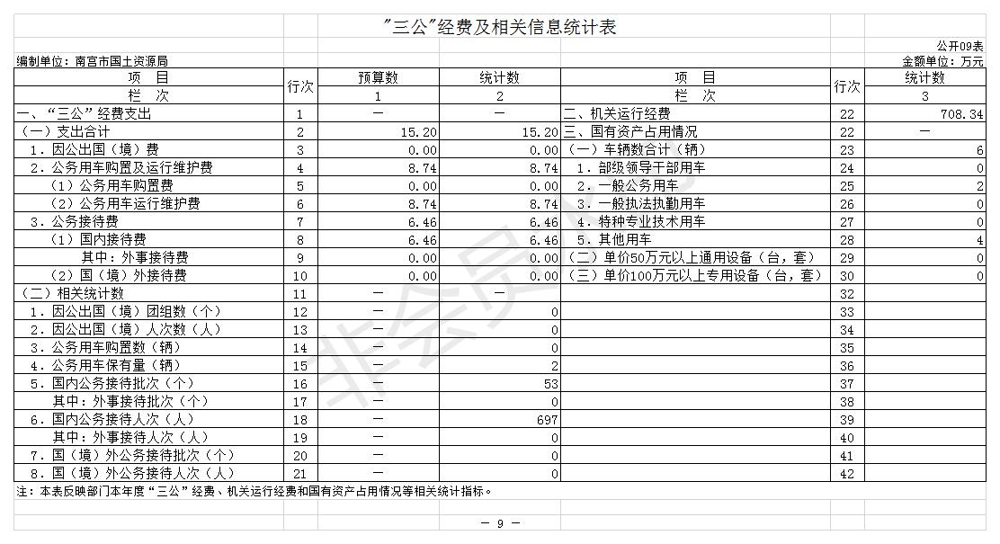 "三公"经费及相关信息统计表
公开09表
编制单位：南宫市国土资源局 金额单位：万元
项 目 行次 预算数 统计数 项 目 行次 统计数
栏 次 1 2 栏 次 3
一、“三公”经费支出 1 — — 二、机关运行经费 22 708.34
（一）支出合计 2 15.20 15.20 三、国有资产占用情况 22 —
1．因公出国（境）费 3 0.00 0.00 （一）车辆数合计（辆） 23 6
2．公务用车购置及运行维护费 4 8.74 8.74 1．部级领导干部用车 24 0
（1）公务用车购置费 5 0.00 0.00 2．一般公务用车 25 2
（2）公务用车运行维护费 6 8.74 8.74 3．一般执法执勤用车 26 0
3．公务接待费 7 6.46 6.46 4．特种专业技术用车 27 0
（1）国内接待费 8 6.46 6.46 5．其他用车 28 4
其中：外事接待费 9 0.00 0.00 （二）单价50万元以上通用设备（台，套） 29 0
（2）国（境）外接待费 10 0.00 0.00 （三）单价100万元以上专用设备（台，套） 30 0
（二）相关统计数 11 — — 32
1．因公出国（境）团组数（个） 12 — 0 33
2．因公出国（境）人次数（人） 13 — 0 34
3．公务用车购置数（辆） 14 — 0 35
4．公务用车保有量（辆） 15 — 2 36
5．国内公务接待批次（个） 16 — 53 37
其中：外事接待批次（个） 17 — 0 38
6．国内公务接待人次（人） 18 — 697 39
其中：外事接待人次（人） 19 — 0 40
7．国（境）外公务接待批次（个） 20 — 0 41
8．国（境）外公务接待人次（人） 21 — 0 42
注：本表反映部门本年度“三公”经费、机关运行经费和国有资产占用情况等相关统计指标。
— 9 —
非会员水印